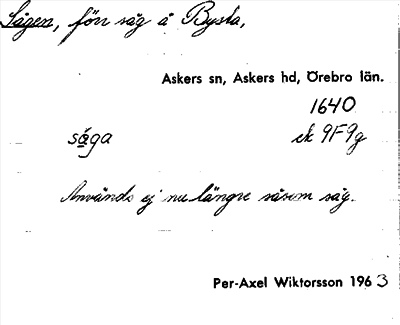 Sågen, förr såg å Bysta,
Askers sn, Askers hd, Örebro län.
1640
såga ek 9F9g
Används ej nu längre såsom såg.
Per-Axel Wiktorsson 1963